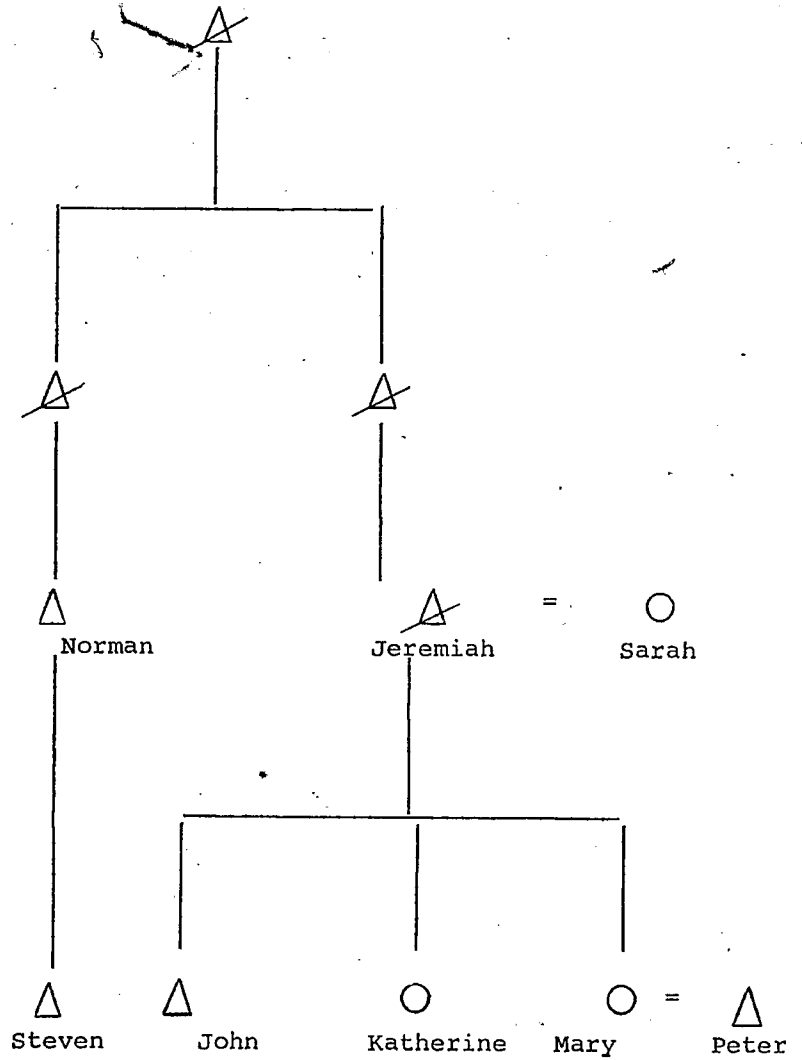 =
Norman Jeremiah Sarah
=
Steven John Katherine Mary Peter